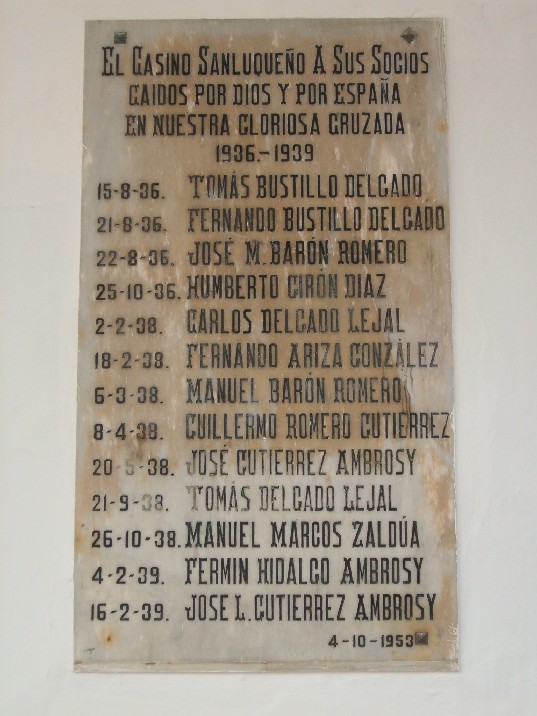 EL CASINO SANLUQUEÑO A SUS SOCIOS
CAIDOS POR DIOS Y POR ESPAÑA
EN NUESTRA GLORIOSA CRUZADA
1936.-1939
15-8-36. TOMÁS BUSTILLO DELGADO
21-8-36. FERNANDO BUSTILLO DELGADO
22-8-36. JOSÉ M. BARÓN ROMERO
25-10-36. HUMBERTO GIRÓN DIAZ
2-2-38. CARLOS DELGADO LEJAL
18-2-38. FERNANDO ARIZA GONZÁLEZ
6-3-38. MANUEL BARÓN ROMERO
8-4-38. GUILLERMO ROMERO GUTIERREZ
20-5-38. JOSÉ GUTIERREZ AMBROSY
21-9-38. TOMÁS DELGADO LEJAL
26-10-38. MANUEL MARCOS ZALDÚA
4-2-39. FERMIN HIDALGO AMBROSY
16-2-39. JOSE L. GUTIERREZ AMBROSY
4-10-1953